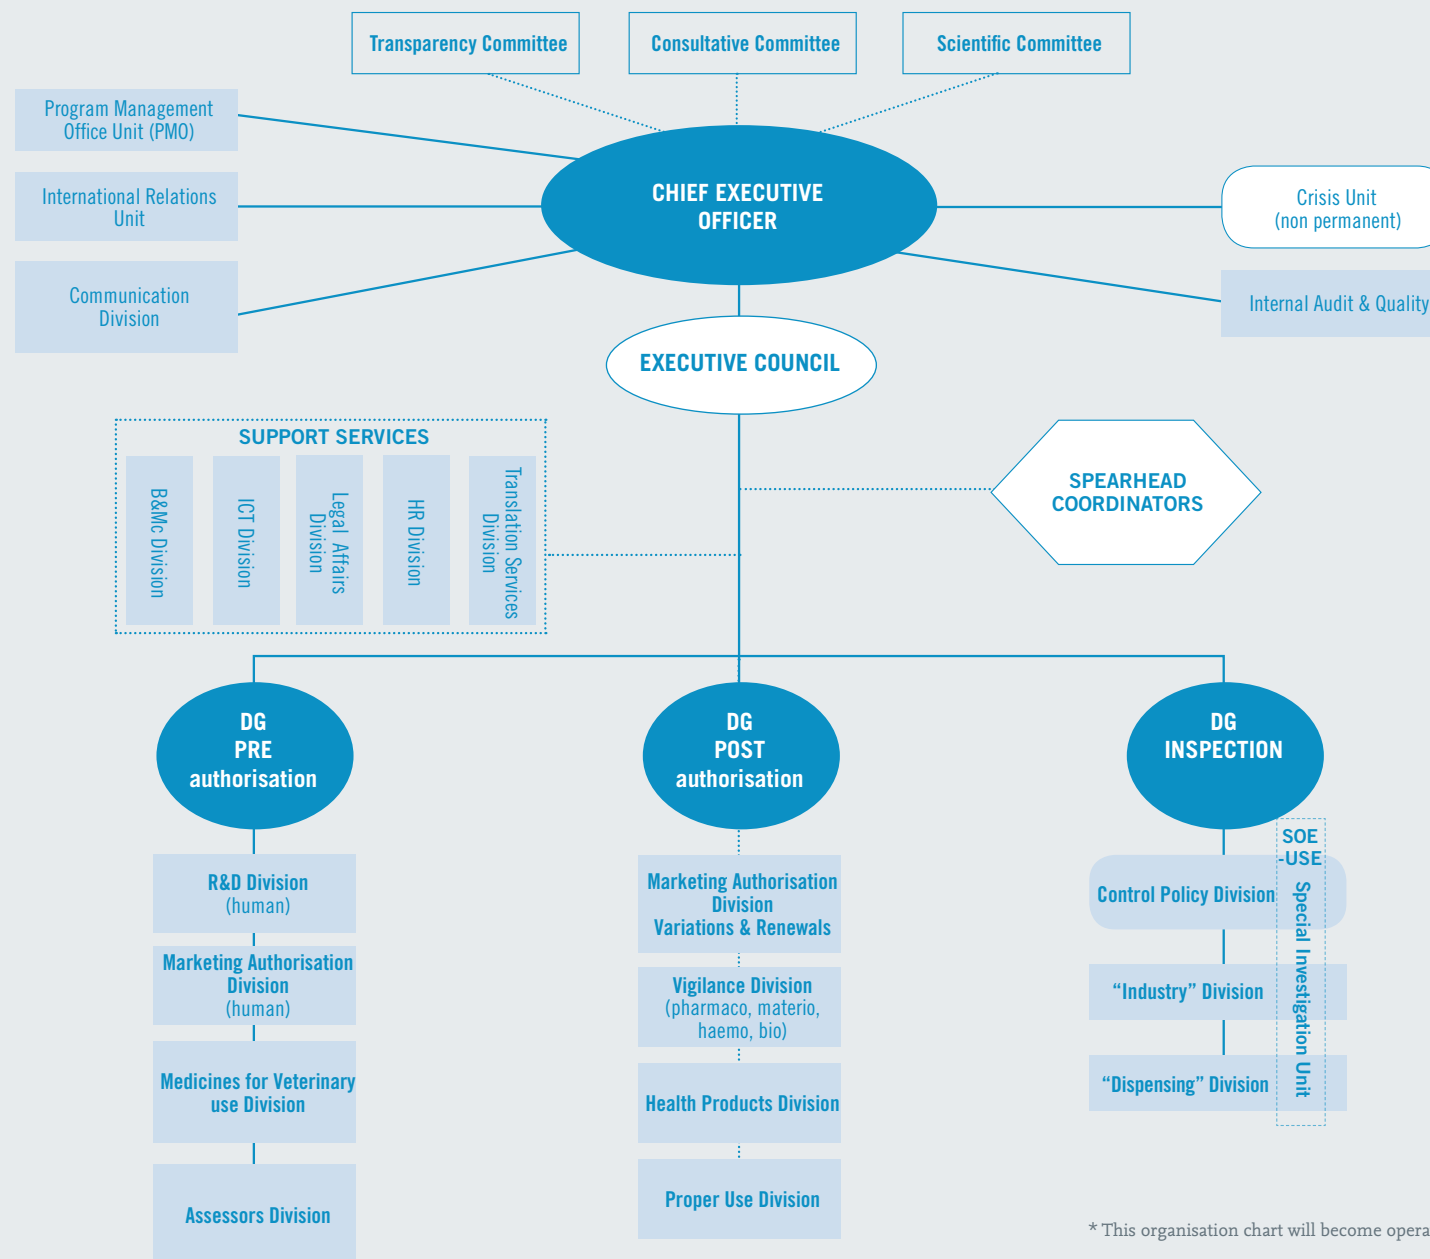 Transparency Committee
Consultative Committee
Scientific Committee
Program Management
Office Unit (PMO)
International Relations
Unit
Communication
Division
CHIEF EXECUTIVE
OFFICER
Crisis Unit
(non permanent)
Internal Audit & Quality
EXECUTIVE COUNCIL
SUPPORT SERVICES
B&Mc Division
ICT Division
Legal Affairs
Division
HR Division
Translation Services
Division
SPEARHEAD
COORDINATORS
DG
PRE
authorisation
R&D Division
(human)
Marketing Authorisation
Division
(human)
Medicines for Veterinary
use Division
Assessors Division
DG
POST
authorisation
Marketing Authorisation
Division
Variations & Renewals
Vigilance Division
(pharmaco, materio,
haemo, bio)
Health Products Division
Proper Use Division
DG
INSPECTION
SOE
-USE
Special Investigation Unit
Control Policy Division
“Industry” Division
“Dispensing” Division
* This organisation chart will become opera